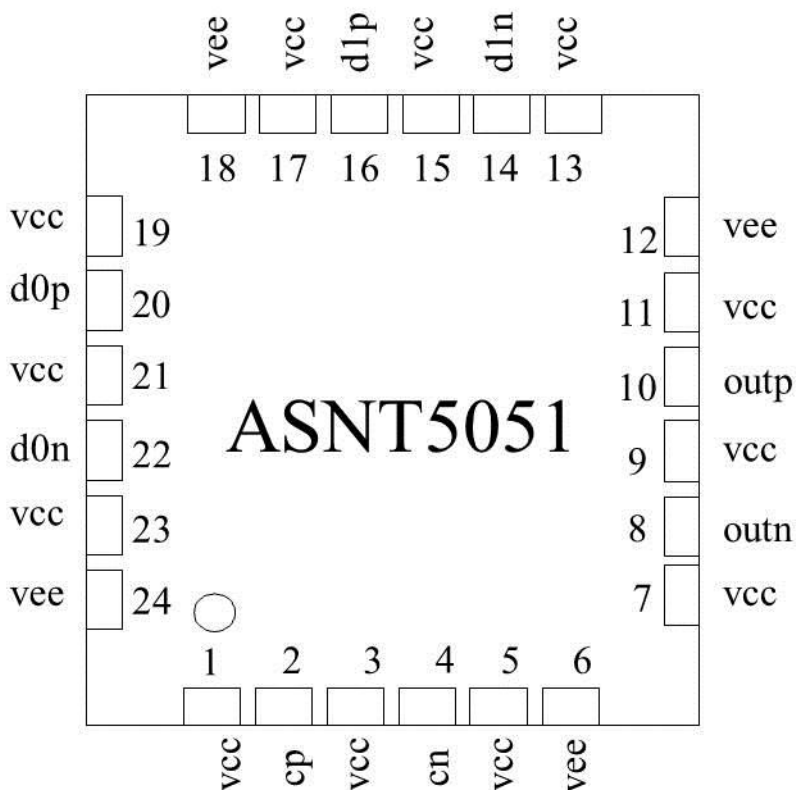 vee vcc d1p vcc d1n vcc
18 17 16 15 14 13
vcc 19 12 vee
d0p 20 11 vcc
vcc 21 10 outp
ASNT5051
d0n 22 9 vcc
vcc 23 8 outn
vee 24 7 vcc
1 2 3 4 5 6
vcc cp vcc cn vcc vee